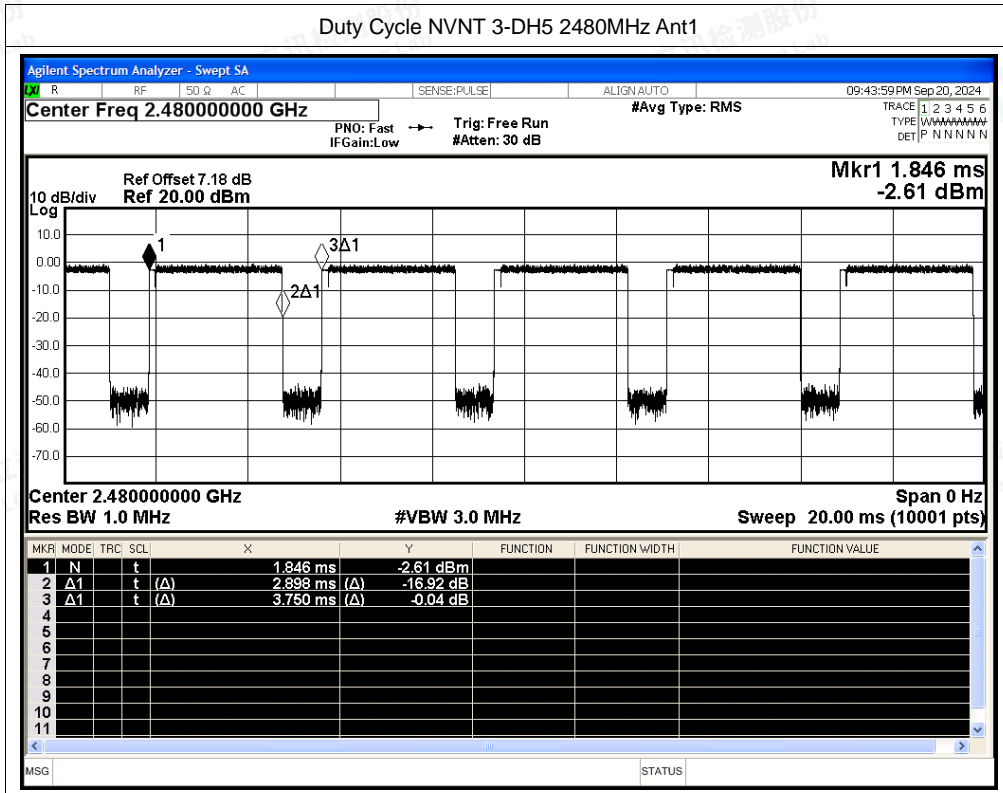 Duty Cycle NVNT 3-DH5 2480MHz Ant1
Agilent Spectrum Analyzer - Swept SA
LXI R RF 50 Ω AC SENSE:PULSE ALIGN AUTO 09:43:59 PM Sep 20, 2024
Center Freq 2.480000000 GHz #Avg Type: RMS TRACE 1 2 3 4 5 6
PNO: Fast Trig: Free Run TYPE WWWWWW
IFGain:Low #Atten: 30 dB DET P N N N N N
Mkr1 1.846 ms
Ref Offset 7.18 dB
10 dB/div Ref 20.00 dBm -2.61 dBm
Log
10.0
1 3Δ1
0.00
2Δ1
-10.0
-20.0
-30.0
-40.0
-50.0
-60.0
-70.0
Center 2.480000000 GHz Span 0 Hz
Res BW 1.0 MHz #VBW 3.0 MHz Sweep 20.00 ms (10001 pts)
MKR MODE TRC SCL X Y FUNCTION FUNCTION WIDTH FUNCTION VALUE
1 N t 1.846 ms -2.61 dBm
2 Δ1 t (Δ) 2.898 ms (Δ) -16.92 dB
3 Δ1 t (Δ) 3.750 ms (Δ) -0.04 dB
4
5
6
7
8
9
10
11
MSG STATUS